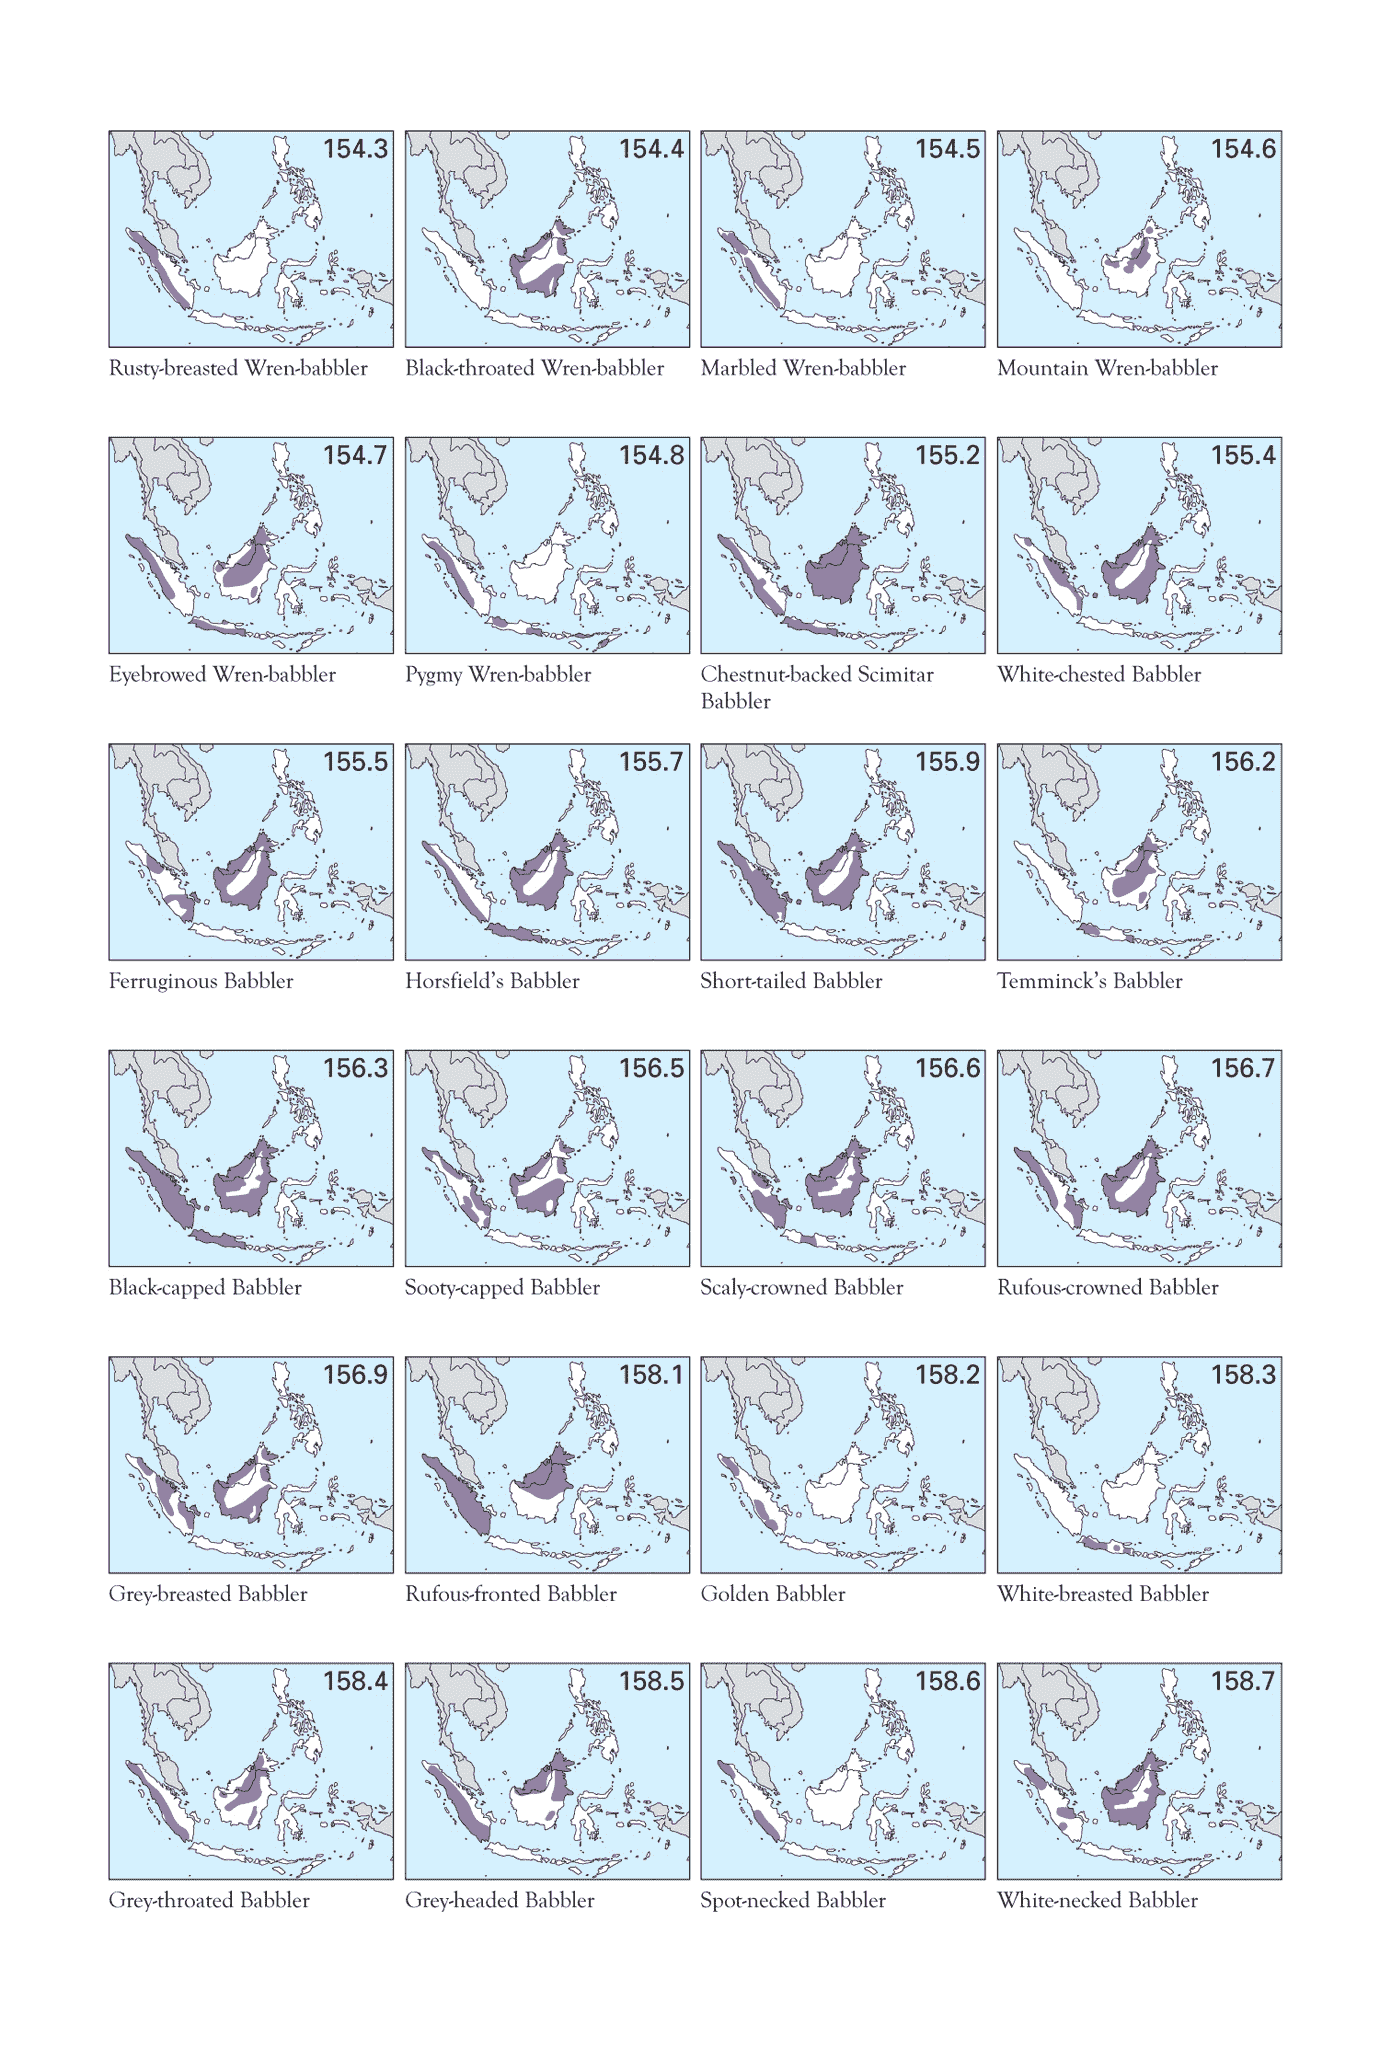 154.3
154.4
154.5
154.6
Rusty-breasted Wren-babbler
Black-throated Wren-babbler
Marbled Wren-babbler
Mountain Wren-babbler
154.7
154.8
155.2
155.4
Eyebrowed Wren-babbler
Pygmy Wren-babbler
Chestnut-backed Scimitar
Babbler
White-chested Babbler
155.5
155.7
155.9
156.2
Ferruginous Babbler
Horsfield's Babbler
Short-tailed Babbler
Temminck's Babbler
156.3
156.5
156.6
156.7
Black-capped Babbler
Sooty-capped Babbler
Scaly-crowned Babbler
Rufous-crowned Babbler
156.9
158.1
158.2
158.3
Grey-breasted Babbler
Rufous-fronted Babbler
Golden Babbler
White-breasted Babbler
158.4
158.5
158.6
158.7
Grey-throated Babbler
Grey-headed Babbler
Spot-necked Babbler
White-necked Babbler